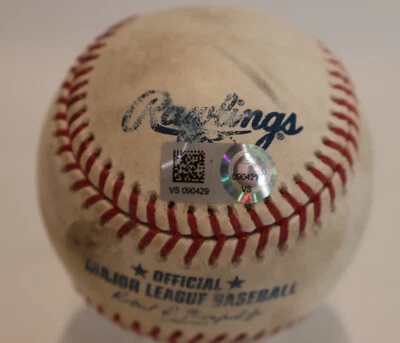 Rawlings
VS 090429
090429
VS
★ OFFICIAL ★
MAJOR LEAGUE BASEBALL